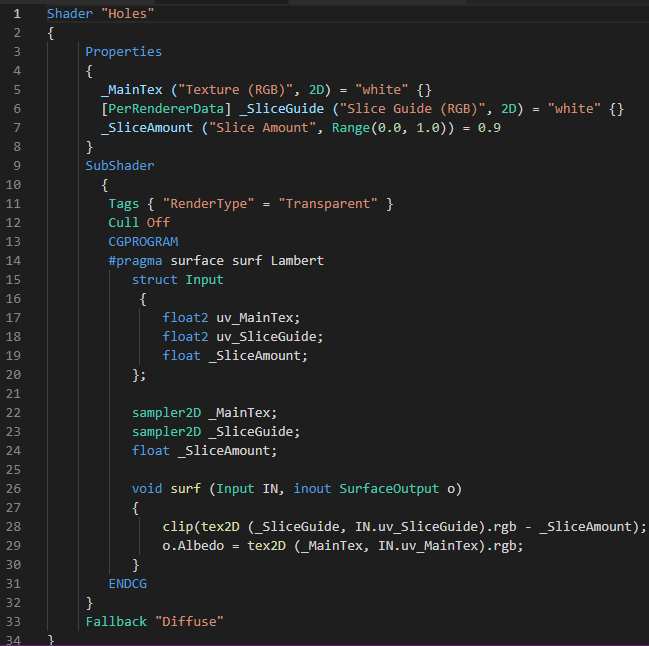 1 Shader "Holes"
2 {
3 Properties
4 {
5 _MainTex ("Texture (RGB)", 2D) = "white" {}
6 [PerRendererData] _SliceGuide ("Slice Guide (RGB)", 2D) = "white" {}
7 _SliceAmount ("Slice Amount", Range(0.0, 1.0)) = 0.9
8 }
9 SubShader
10 {
11 Tags { "RenderType" = "Transparent" }
12 Cull Off
13 CGPROGRAM
14 #pragma surface surf Lambert
15 struct Input
16 {
17 float2 uv_MainTex;
18 float2 uv_SliceGuide;
19 float _SliceAmount;
20 };
21
22 sampler2D _MainTex;
23 sampler2D _SliceGuide;
24 float _SliceAmount;
25
26 void surf (Input IN, inout SurfaceOutput o)
27 {
28 clip(tex2D (_SliceGuide, IN.uv_SliceGuide).rgb - _SliceAmount);
29 o.Albedo = tex2D (_MainTex, IN.uv_MainTex).rgb;
30 }
31 ENDCG
32 }
33 Fallback "Diffuse"
34 }